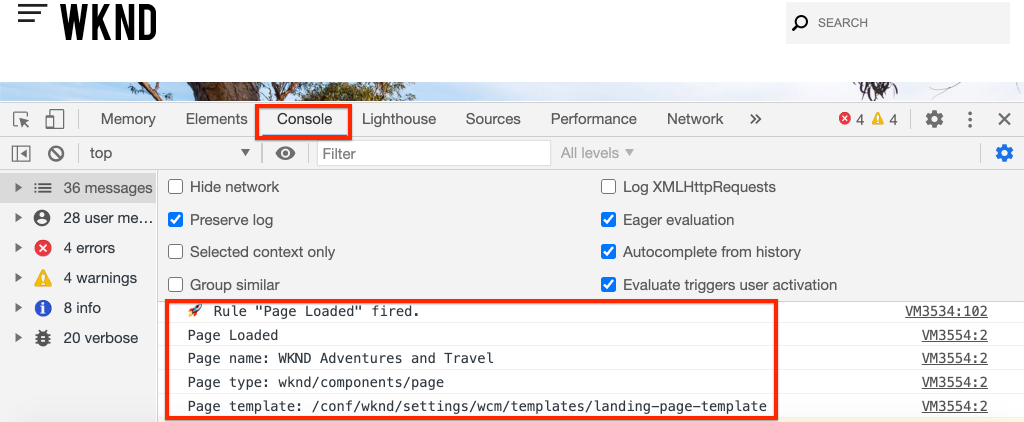 WKND
SEARCH
Memory Elements Console Lighthouse Sources Performance Network » 4 4
top Filter All levels
36 messages
28 user me…
4 errors
4 warnings
8 info
20 verbose
Hide network Log XMLHttpRequests
Preserve log Eager evaluation
Selected context only Autocomplete from history
Group similar Evaluate triggers user activation
🚀 Rule "Page Loaded" fired. VM3534:102
Page Loaded VM3554:2
Page name: WKND Adventures and Travel VM3554:2
Page type: wknd/components/page VM3554:2
Page template: /conf/wknd/settings/wcm/templates/landing-page-template VM3554:2